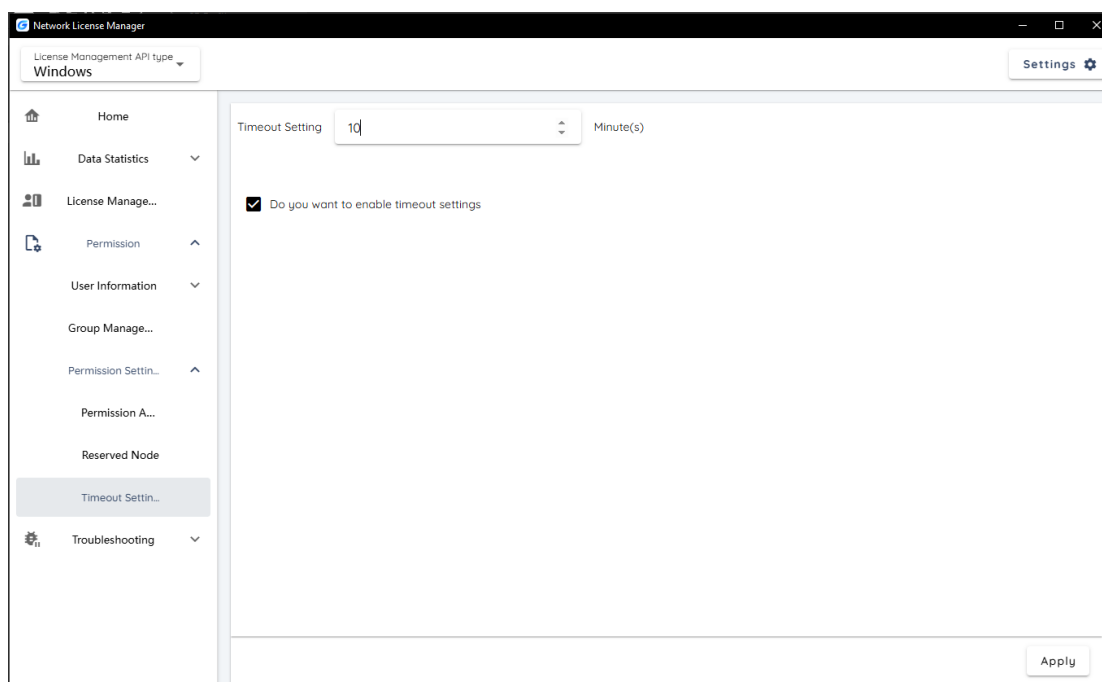 Network License Manager
License Management API type
Windows
Settings
Home
Data Statistics
License Manage...
Permission
User Information
Group Manage...
Permission Settin...
Permission A...
Reserved Node
Timeout Settin...
Troubleshooting
Timeout Setting 10 Minute(s)
Do you want to enable timeout settings
Apply